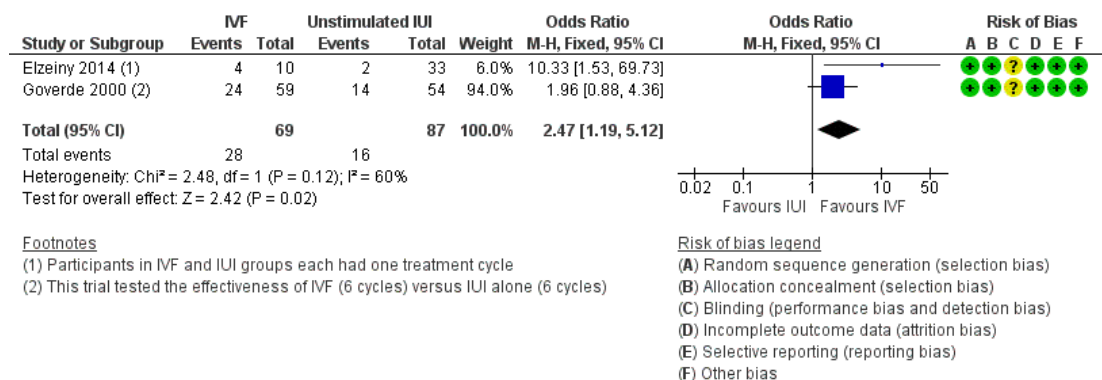 IVF Unstimulated IUI Odds Ratio Odds Ratio Risk of Bias
Study or Subgroup Events Total Events Total Weight M-H, Fixed, 95% CI M-H, Fixed, 95% CI A B C D E F
Elzeiny 2014 (1) 4 10 2 33 6.0% 10.33 [1.53, 69.73] + + ? + + +
Goverde 2000 (2) 24 59 14 54 94.0% 1.96 [0.88, 4.36] + + ? + + +
Total (95% CI) 69 87 100.0% 2.47 [1.19, 5.12]
Total events 28 16
Heterogeneity: Chi² = 2.48, df = 1 (P = 0.12); I² = 60%
Test for overall effect: Z = 2.42 (P = 0.02)
0.02 0.1 1 10 50
Favours IUI Favours IVF
Footnotes
(1) Participants in IVF and IUI groups each had one treatment cycle
(2) This trial tested the effectiveness of IVF (6 cycles) versus IUI alone (6 cycles)
Risk of bias legend
(A) Random sequence generation (selection bias)
(B) Allocation concealment (selection bias)
(C) Blinding (performance bias and detection bias)
(D) Incomplete outcome data (attrition bias)
(E) Selective reporting (reporting bias)
(F) Other bias